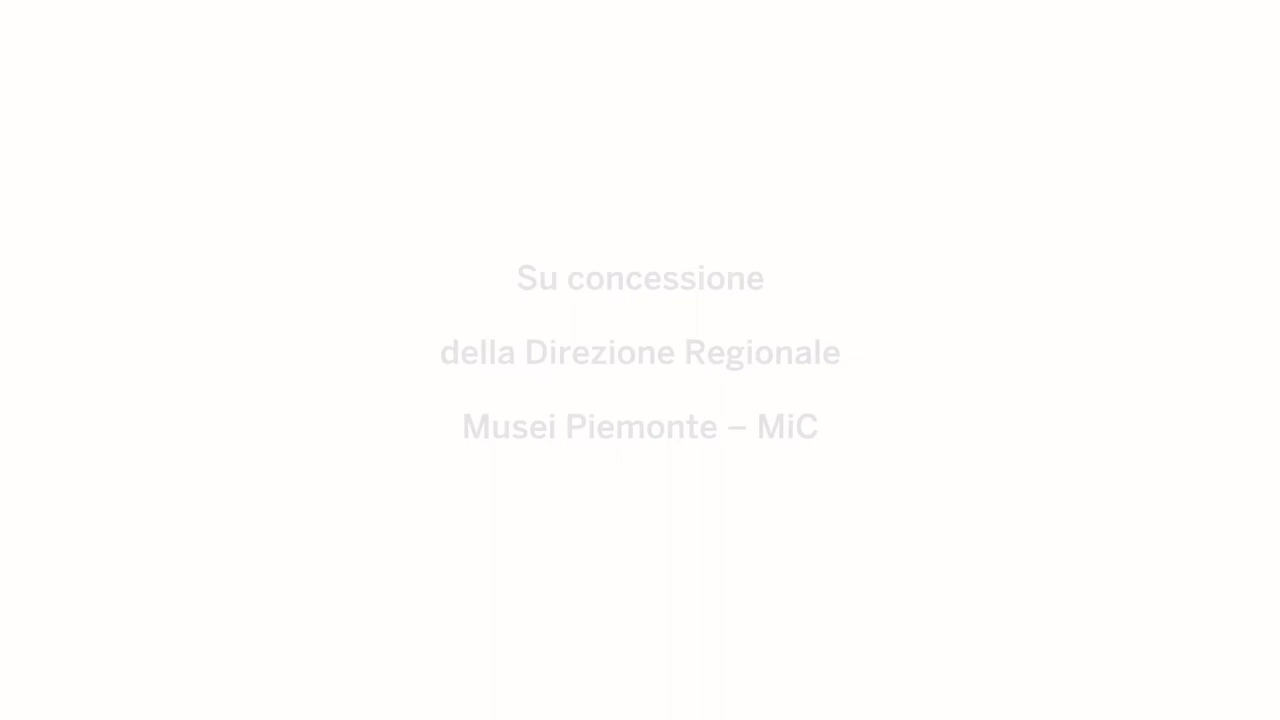 Su concessione
della Direzione Regionale
Musei Piemonte – MiC